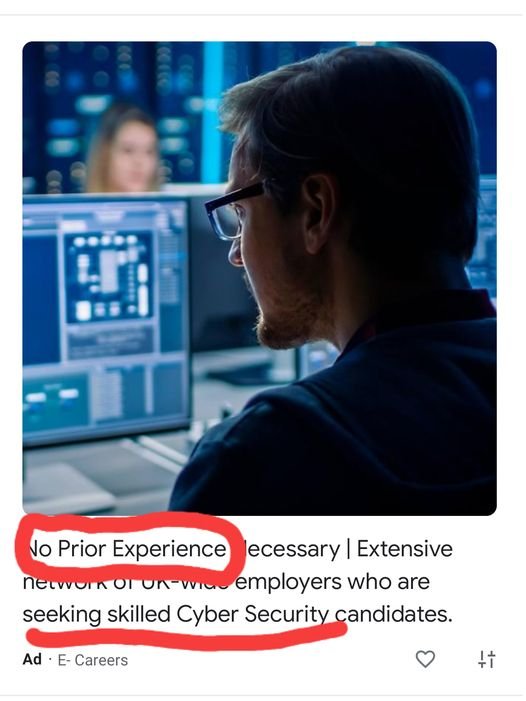 No Prior Experience Necessary | Extensive
network of UK-wide employers who are
seeking skilled Cyber Security candidates.
Ad · E- Careers